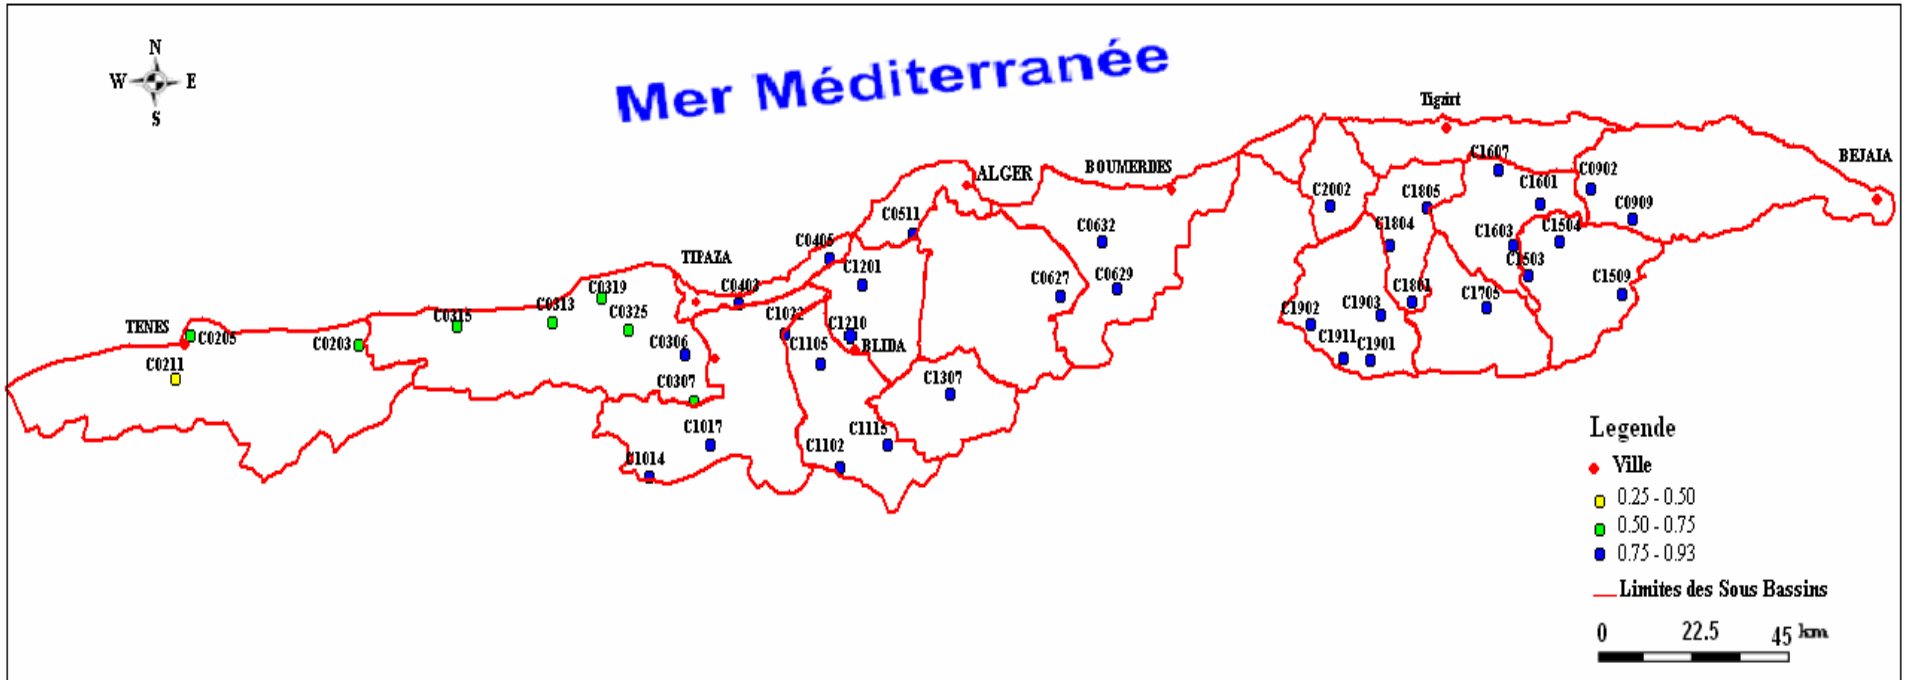 N
W E
S
Mer Méditerranée
Tigzirt
BEJAIA
ALGER
BOUMERDES
TIPAZA
TENES
BLIDA
C1607
C1601
C0902
C0909
C2002
C1805
C1804
C1603
C1504
C1503
C1509
C1801
C1705
C1902
C1903
C1911
C1901
C0511
C0632
C0405
C1201
C0627
C0629
C0403
C0319
C0313
C0325
C0315
C1022
C1210
C0205
C0203
C0306
C1105
C0211
C0307
C1307
C1017
C1115
C1102
C1014
Legende
Ville
0.25 - 0.50
0.50 - 0.75
0.75 - 0.93
Limites des Sous Bassins
0 22.5 45 km